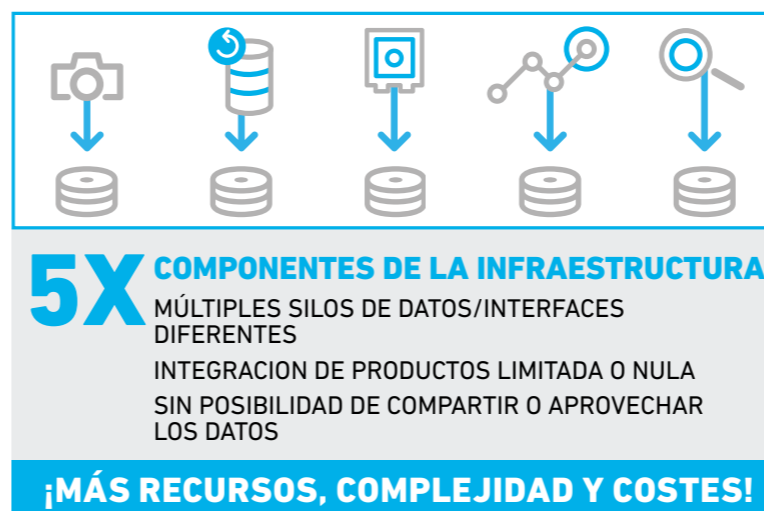 5X COMPONENTES DE LA INFRAESTRUCTURA
MÚLTIPLES SILOS DE DATOS/INTERFACES
DIFERENTES
INTEGRACION DE PRODUCTOS LIMITADA O NULA
SIN POSIBILIDAD DE COMPARTIR O APROVECHAR
LOS DATOS
¡MÁS RECURSOS, COMPLEJIDAD Y COSTES!